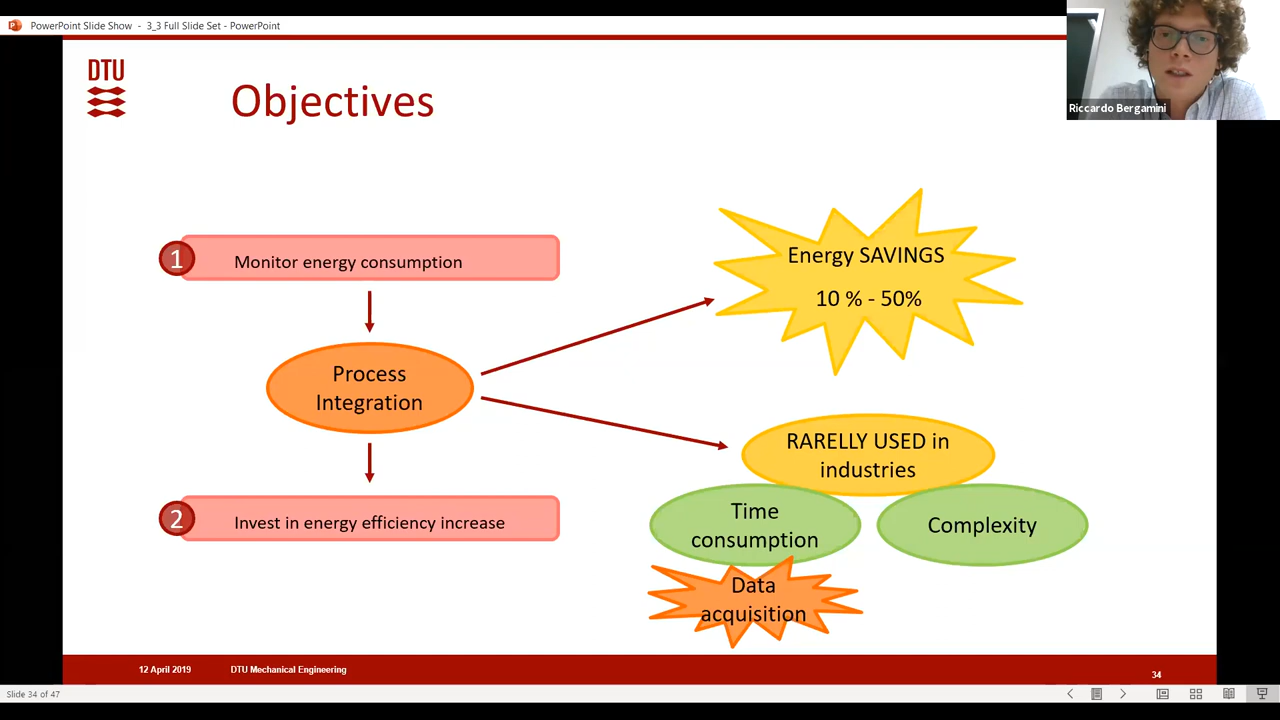 PowerPoint Slide Show - 3_3 Full Slide Set - PowerPoint
Riccardo Bergamini
DTU
Objectives
1
Monitor energy consumption
Process
Integration
2
Invest in energy efficiency increase
Energy SAVINGS
10 % - 50%
RARELLY USED in
industries
Time
consumption
Complexity
Data
acquisition
12 April 2019
DTU Mechanical Engineering
34
Slide 34 of 47